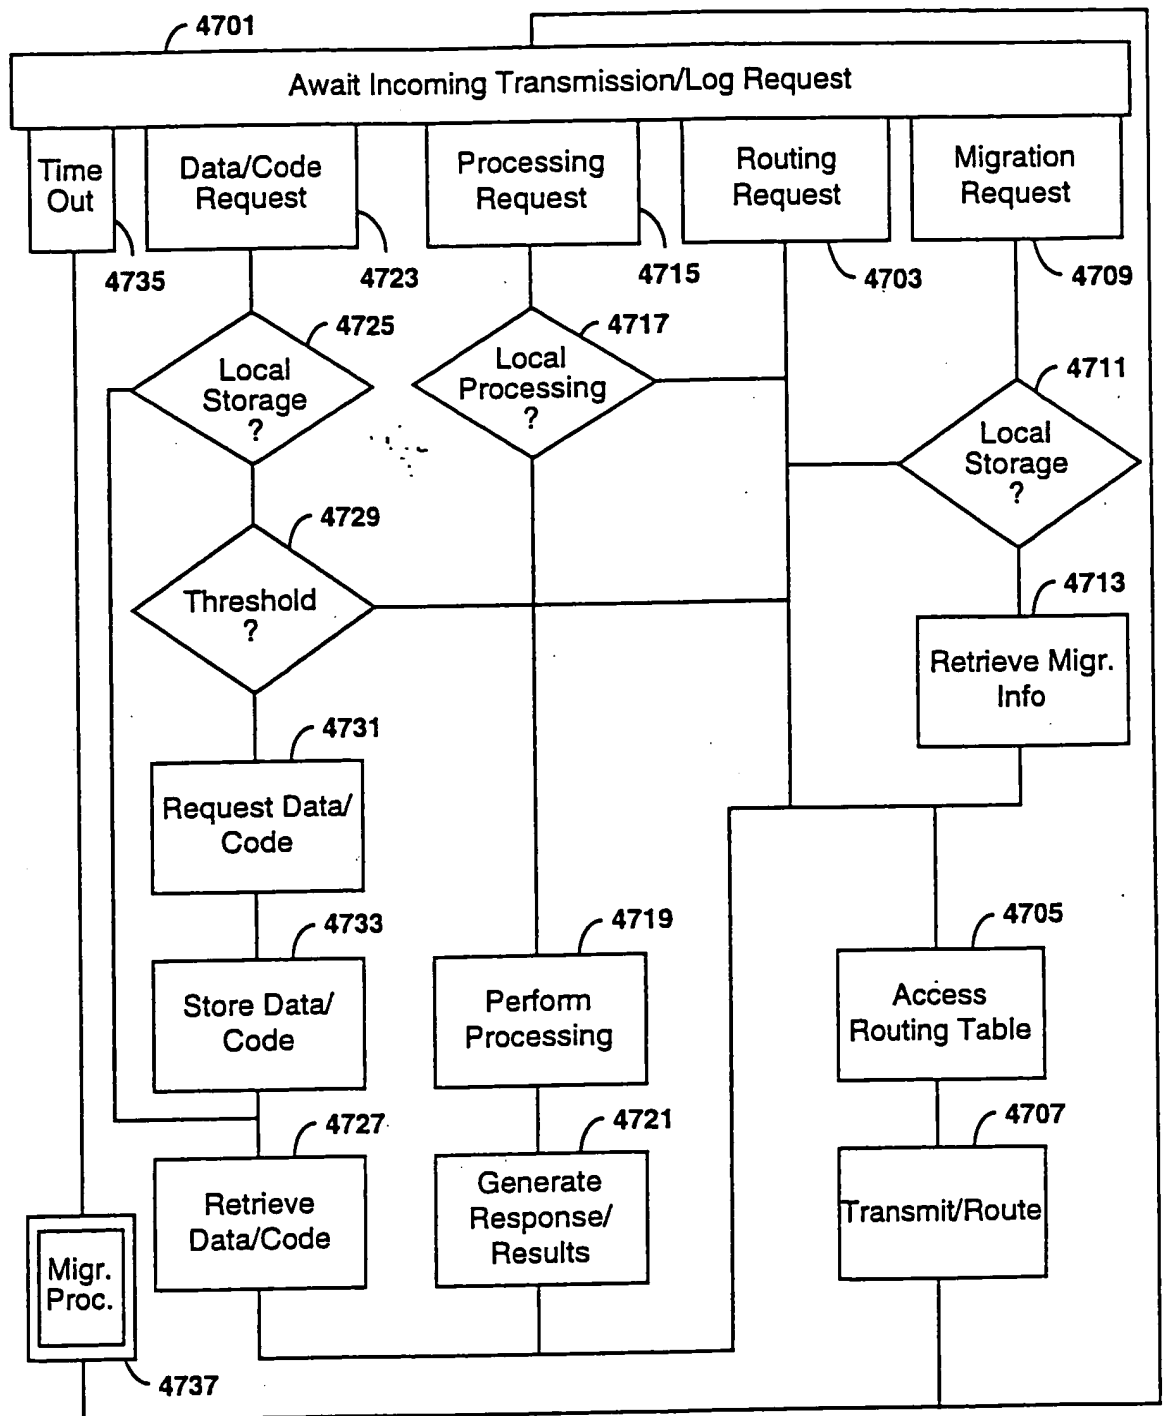 4701
Await Incoming Transmission/Log Request
Time
Out
Data/Code
Request
Processing
Request
Routing
Request
Migration
Request
4735
4723
4715
4703
4709
4725
Local
Storage
?
4717
Local
Processing
?
4711
Local
Storage
?
4729
Threshold
?
4713
Retrieve Migr.
Info
4731
Request Data/
Code
4733
Store Data/
Code
4719
Perform
Processing
4705
Access
Routing Table
4727
Retrieve
Data/Code
4721
Generate
Response/
Results
4707
Transmit/Route
Migr.
Proc.
4737